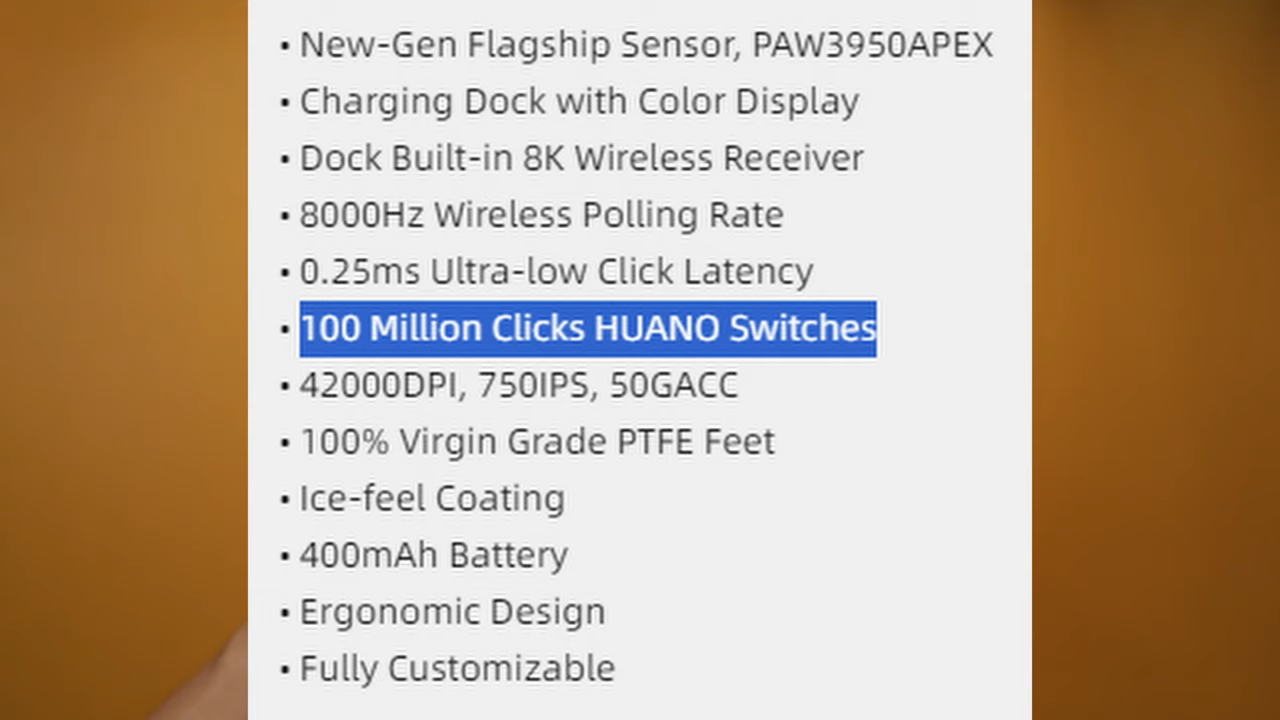 • New-Gen Flagship Sensor, PAW3950APEX
• Charging Dock with Color Display
• Dock Built-in 8K Wireless Receiver
• 8000Hz Wireless Polling Rate
• 0.25ms Ultra-low Click Latency
• 100 Million Clicks HUANO Switches
• 42000DPI, 750IPS, 50GACC
• 100% Virgin Grade PTFE Feet
• Ice-feel Coating
• 400mAh Battery
• Ergonomic Design
• Fully Customizable